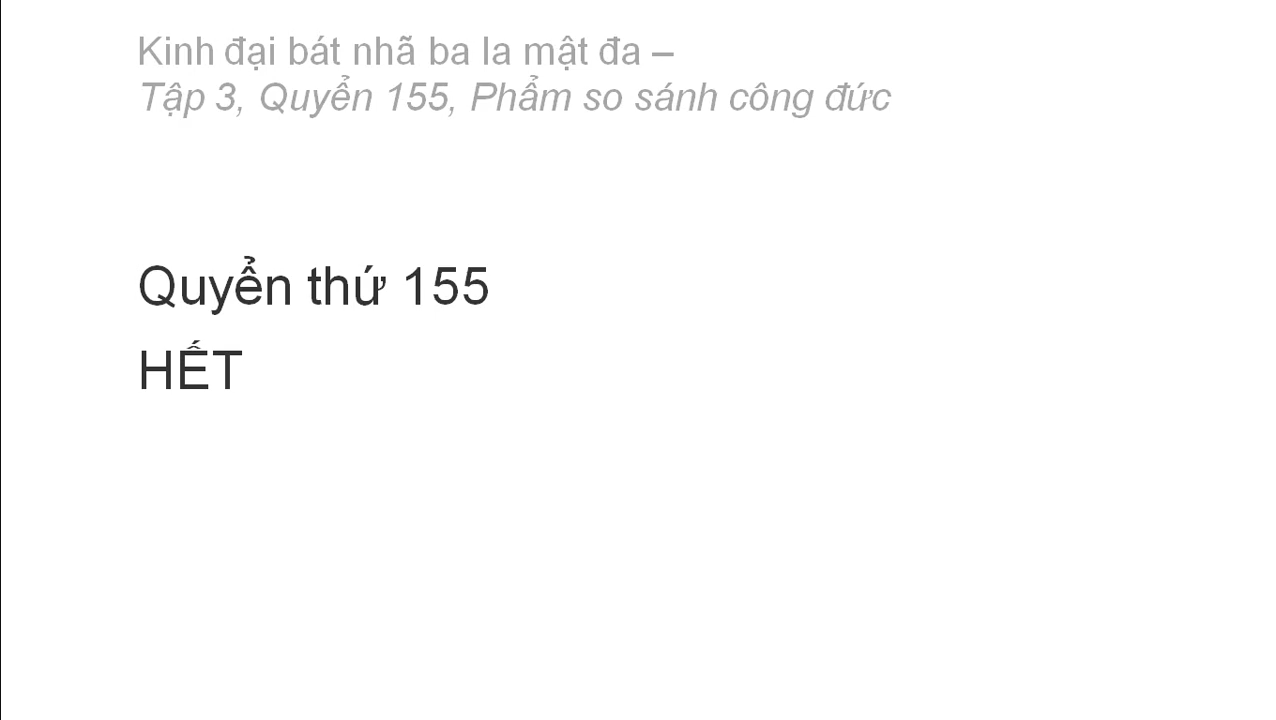 Kinh đại bát nhã ba la mật đa –
Tập 3, Quyển 155, Phẩm so sánh công đức
Quyển thứ 155
HẾT